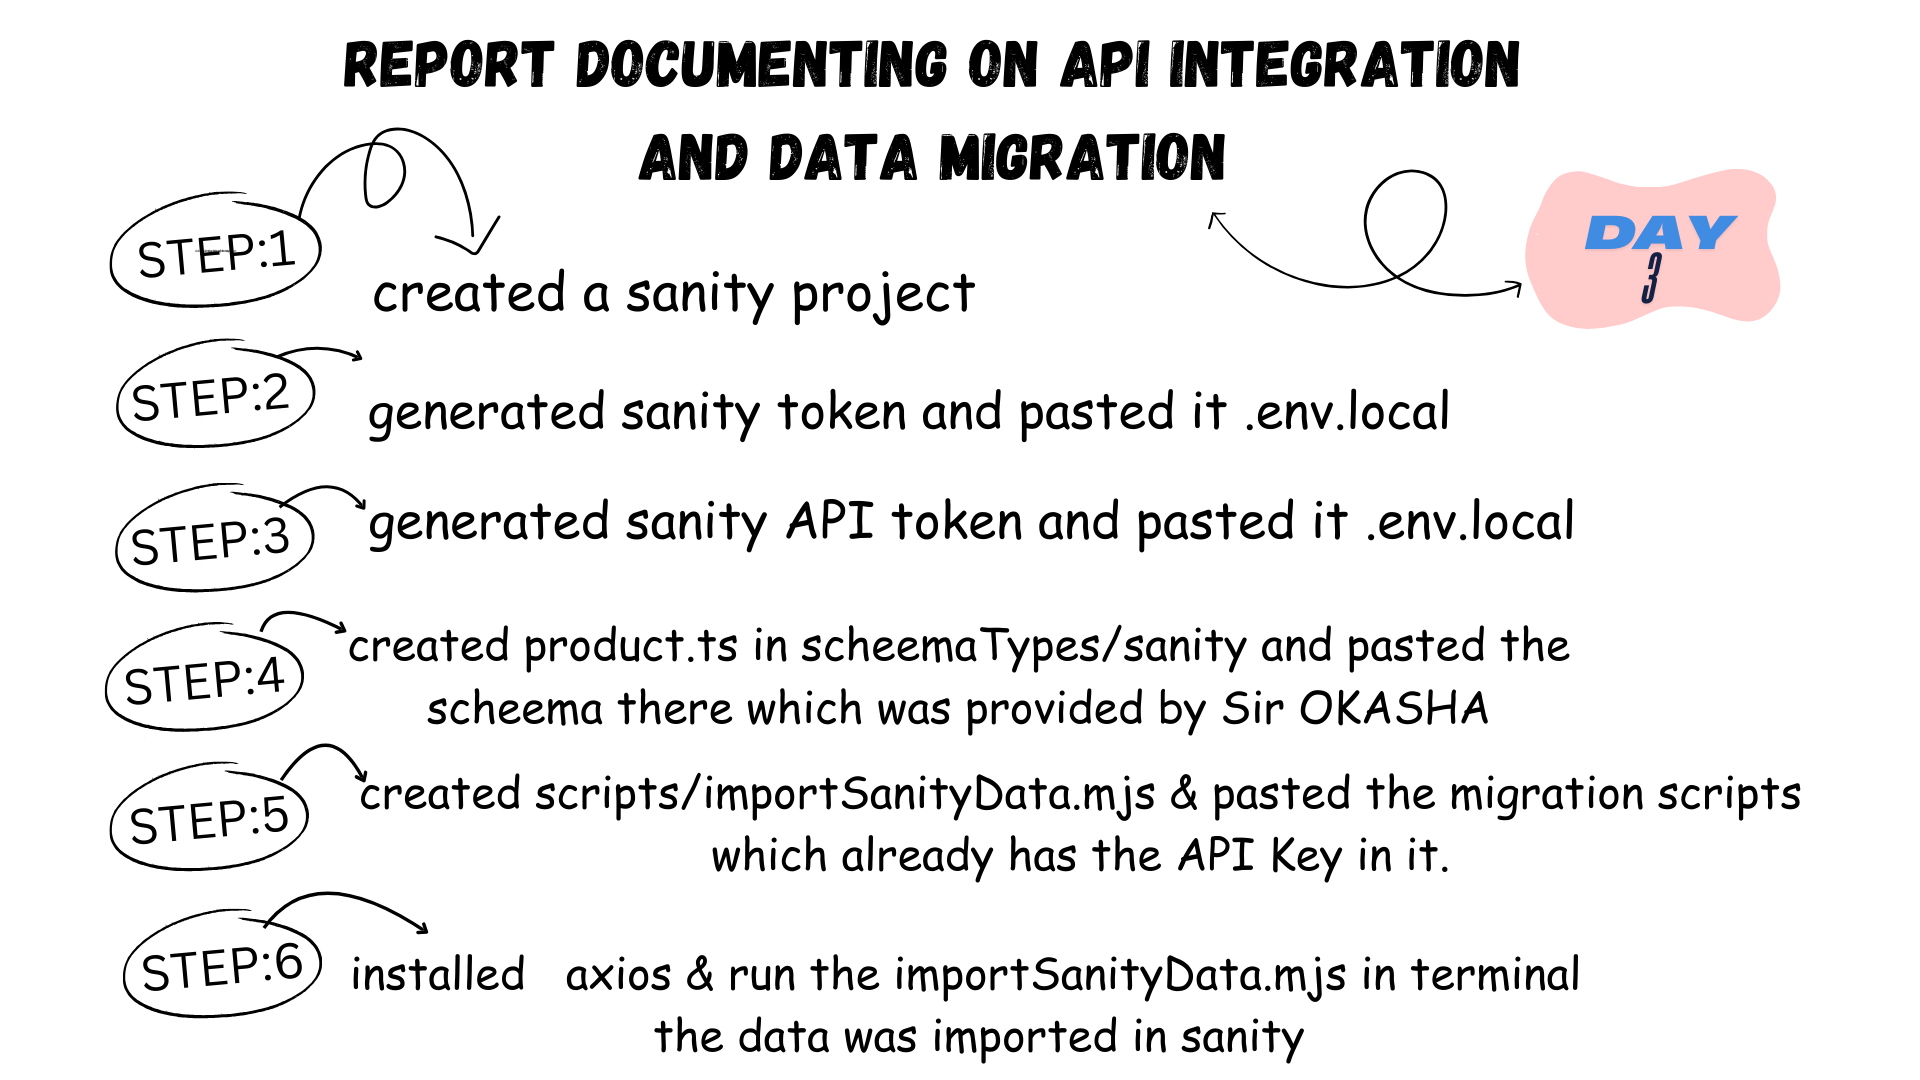 REPORT DOCUMENTING ON API INTEGRATION
AND DATA MIGRATION
DAY
3
STEP:1
created a sanity project
STEP:2
generated sanity token and pasted it .env.local
STEP:3
generated sanity API token and pasted it .env.local
STEP:4
created product.ts in scheemaTypes/sanity and pasted the
scheema there which was provided by Sir OKASHA
STEP:5
created scripts/importSanityData.mjs & pasted the migration scripts
which already has the API Key in it.
STEP:6
installed axios & run the importSanityData.mjs in terminal
the data was imported in sanity